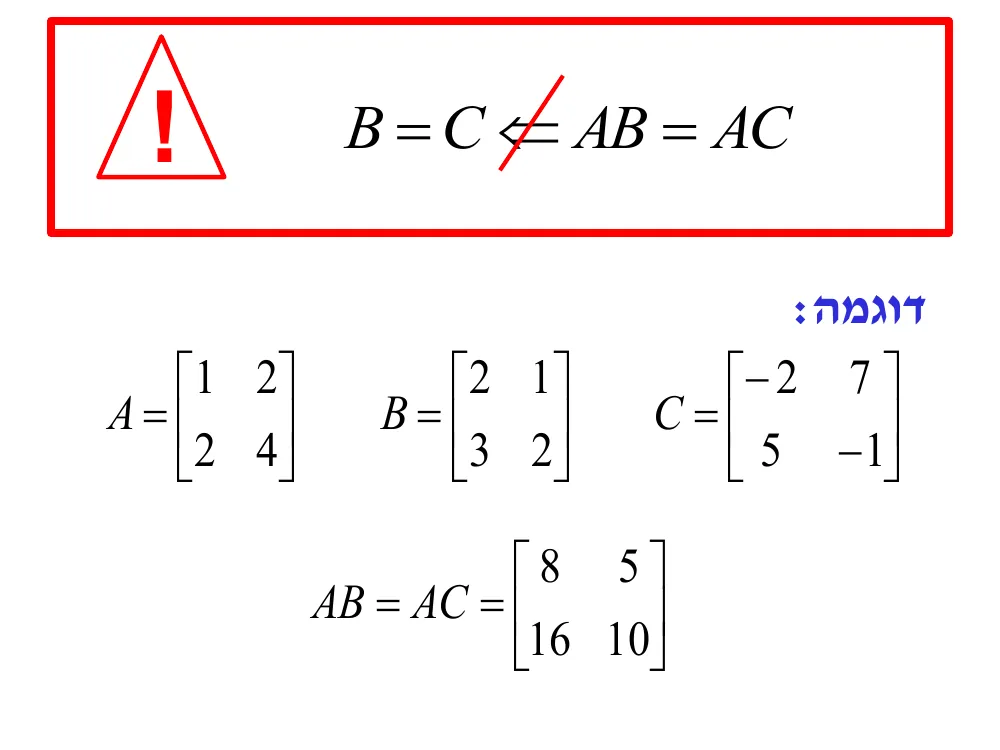 !
B = C ⇍ AB = AC
דוגמה:
A = [1 2; 2 4] B = [2 1; 3 2] C = [−2 7; 5 −1]
AB = AC = [8 5; 16 10]